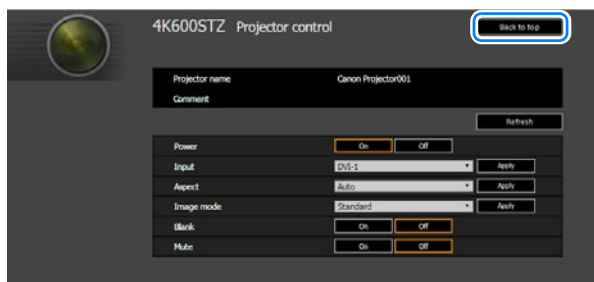 4K600STZ Projector control
Back to top
Projector name Canon Projector001
Comment
Refresh
Power On Off
Input DVI-1 Apply
Aspect Auto Apply
Image mode Standard Apply
Blank On Off
Mute On Off